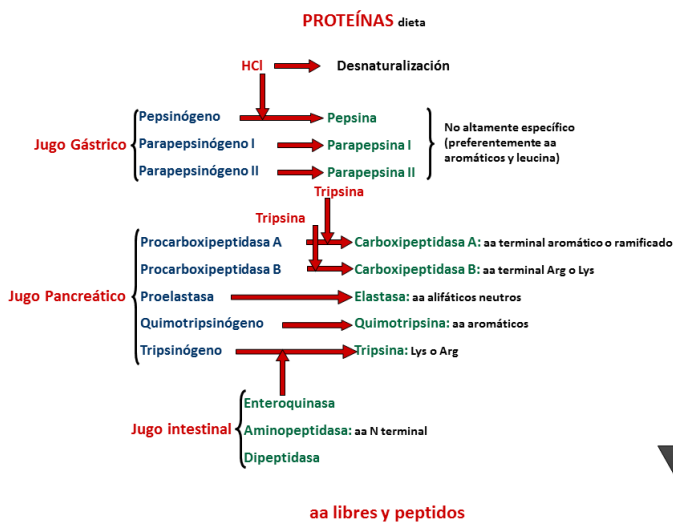 PROTEÍNAS dieta
HCl Desnaturalización
Jugo Gástrico
Pepsinógeno Pepsina
Parapepsinógeno I Parapepsina I
Parapepsinógeno II Parapepsina II
No altamente específico
(preferentemente aa
aromáticos y leucina)
Tripsina
Tripsina
Jugo Pancreático
Procarboxipeptidasa A Carboxipeptidasa A: aa terminal aromático o ramificado
Procarboxipeptidasa B Carboxipeptidasa B: aa terminal Arg o Lys
Proelastasa Elastasa: aa alifáticos neutros
Quimotripsinógeno Quimotripsina: aa aromáticos
Tripsinógeno Tripsina: Lys o Arg
Jugo intestinal
Enteroquinasa
Aminopeptidasa: aa N terminal
Dipeptidasa
aa libres y peptidos